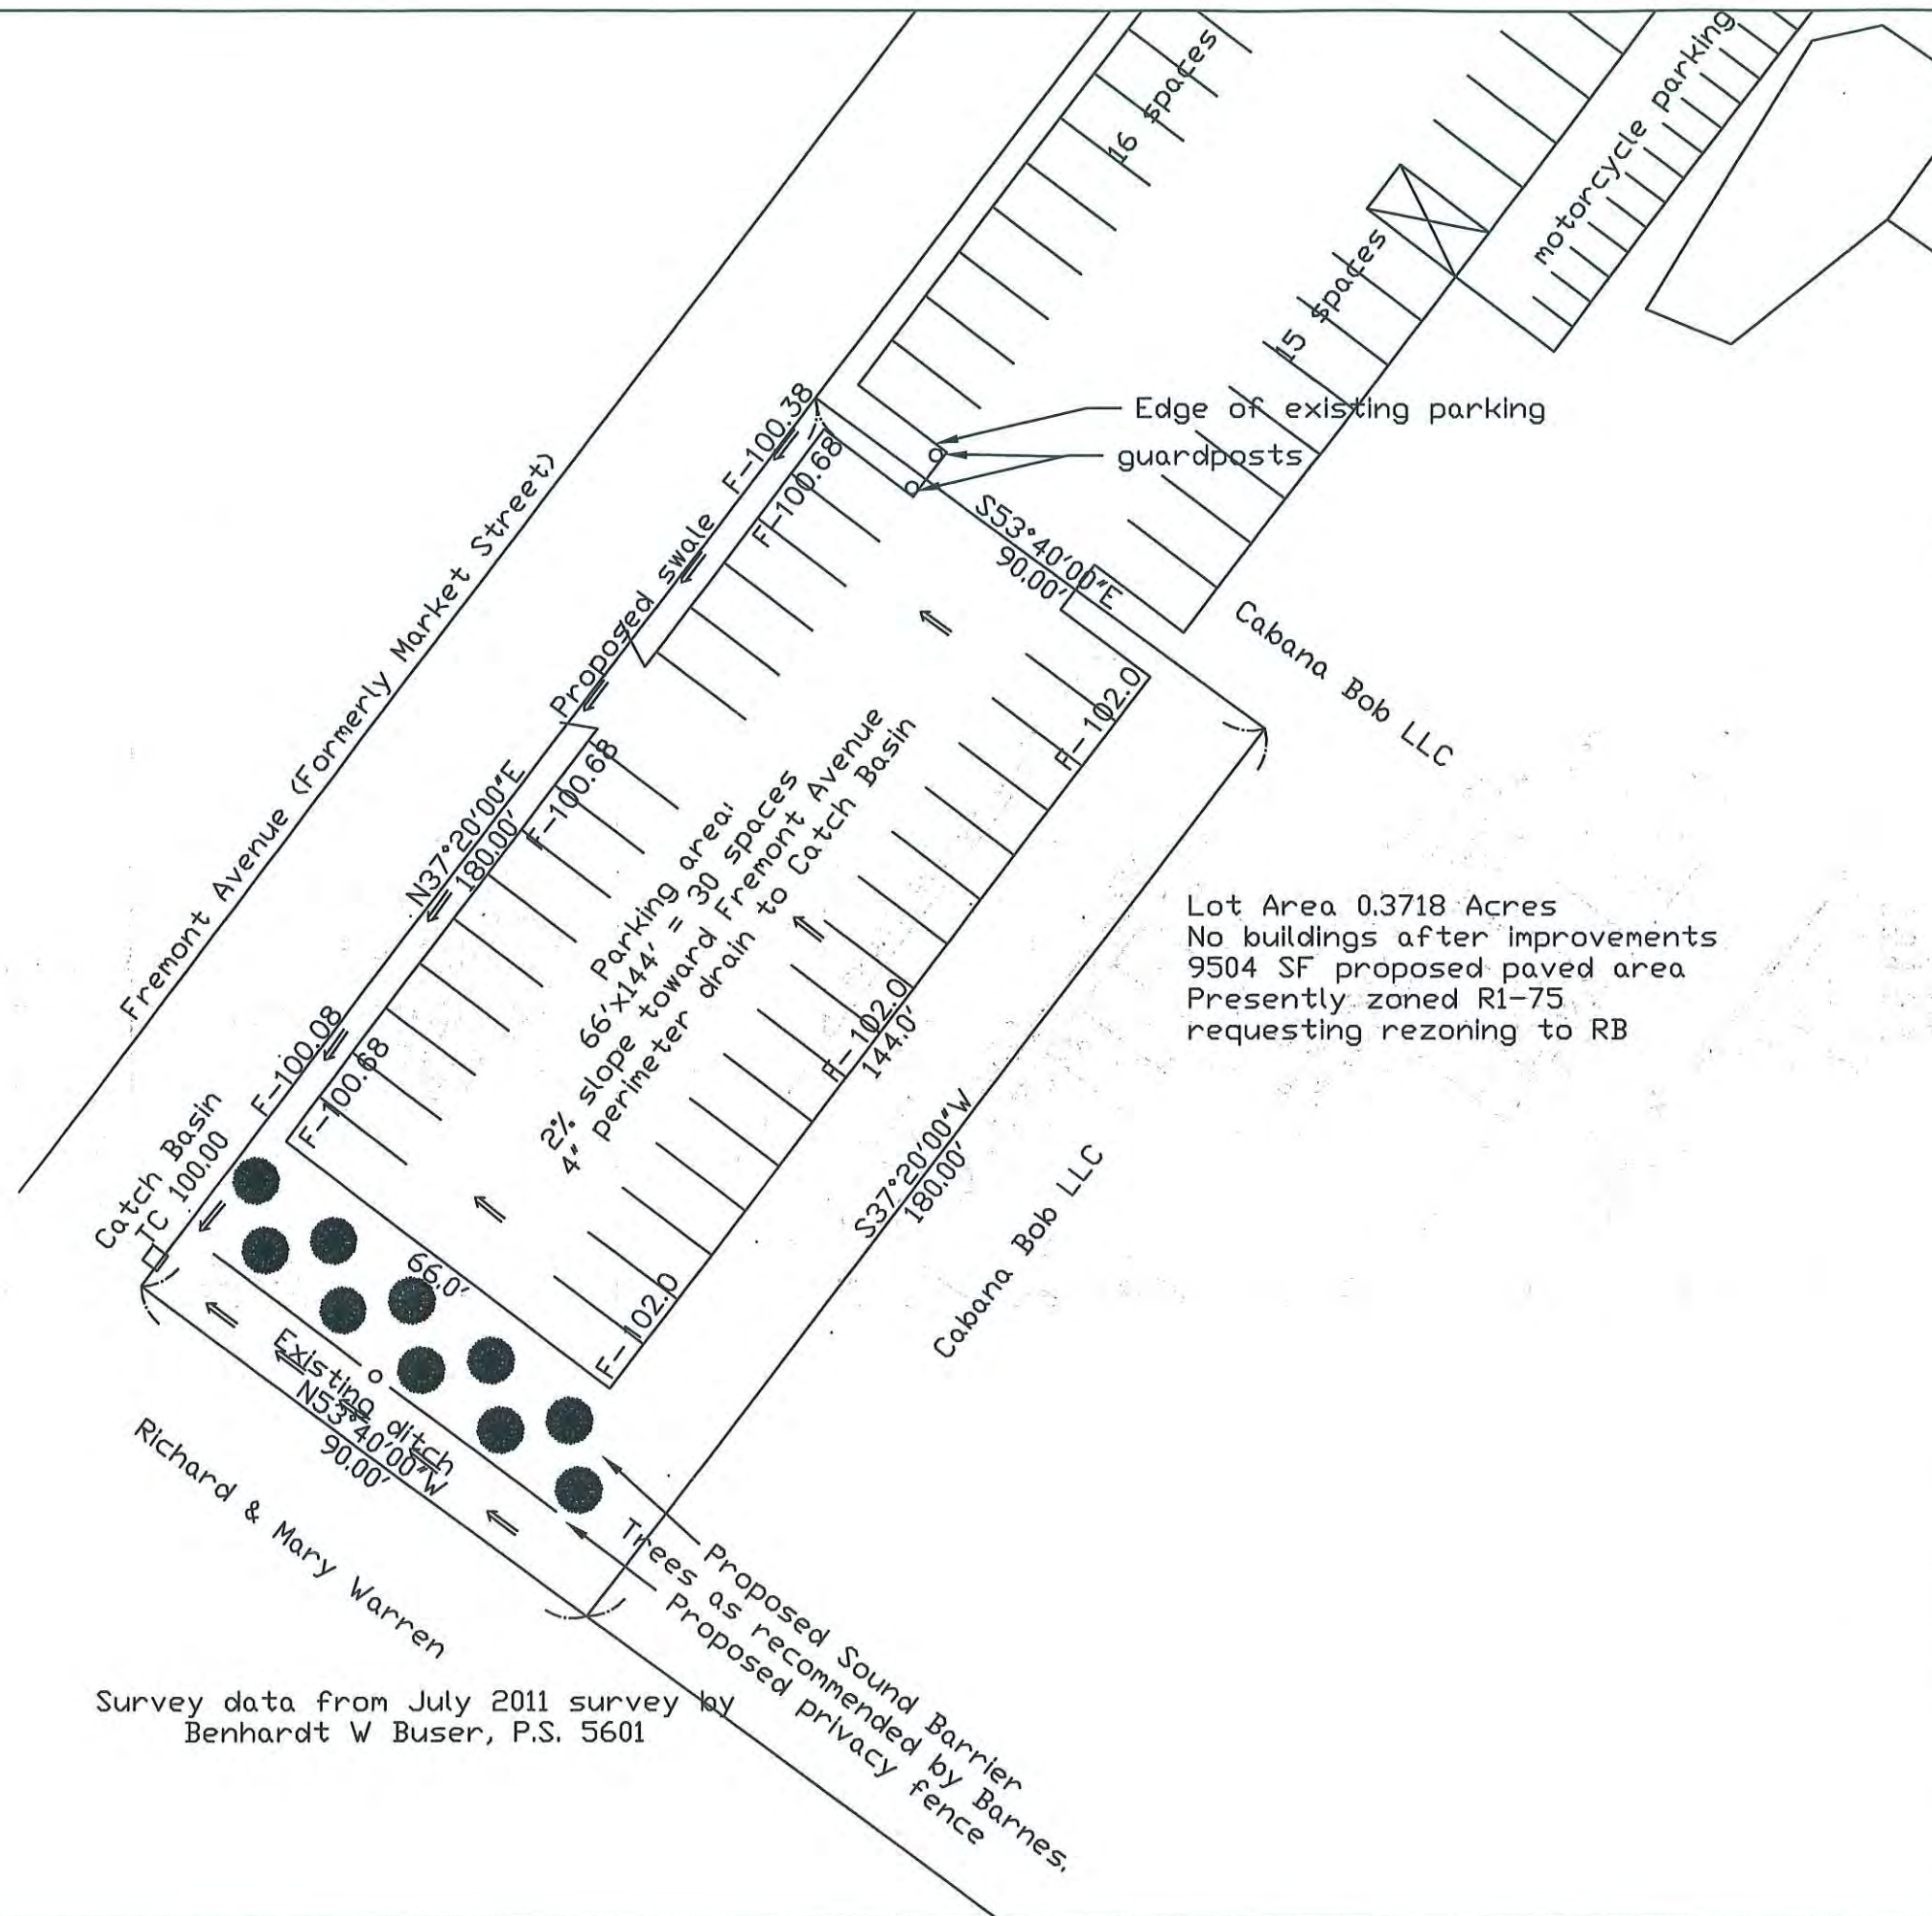 16 spaces
motorcycle parking
15 spaces
Edge of existing parking
guardposts
F-100.38
F-100.68
S53°40'00"E
90.00'
Fremont Avenue (Formerly Market Street)
Proposed swale
Cabana Bob LLC
F-102.0
N37°20'00"E
180.00'
F-100.68
Parking area:
66'x144' = 30 spaces
2% slope toward Fremont Avenue
4" perimeter drain to Catch Basin
Lot Area 0.3718 Acres
No buildings after improvements
9504 SF proposed paved area
Presently zoned R1-75
requesting rezoning to RB
F-102.0
144.0'
F-100.08
F-100.68
Catch Basin
TC 100.00
S37°20'00"W
180.00'
Cabana Bob LLC
66.0'
F-102.0
Existing ditch
N53°40'00"W
90.00'
Richard & Mary Warren
Proposed Sound Barrier
Trees as recommended by Barnes.
Proposed privacy fence
Survey data from July 2011 survey by
Benhardt W Buser, P.S. 5601